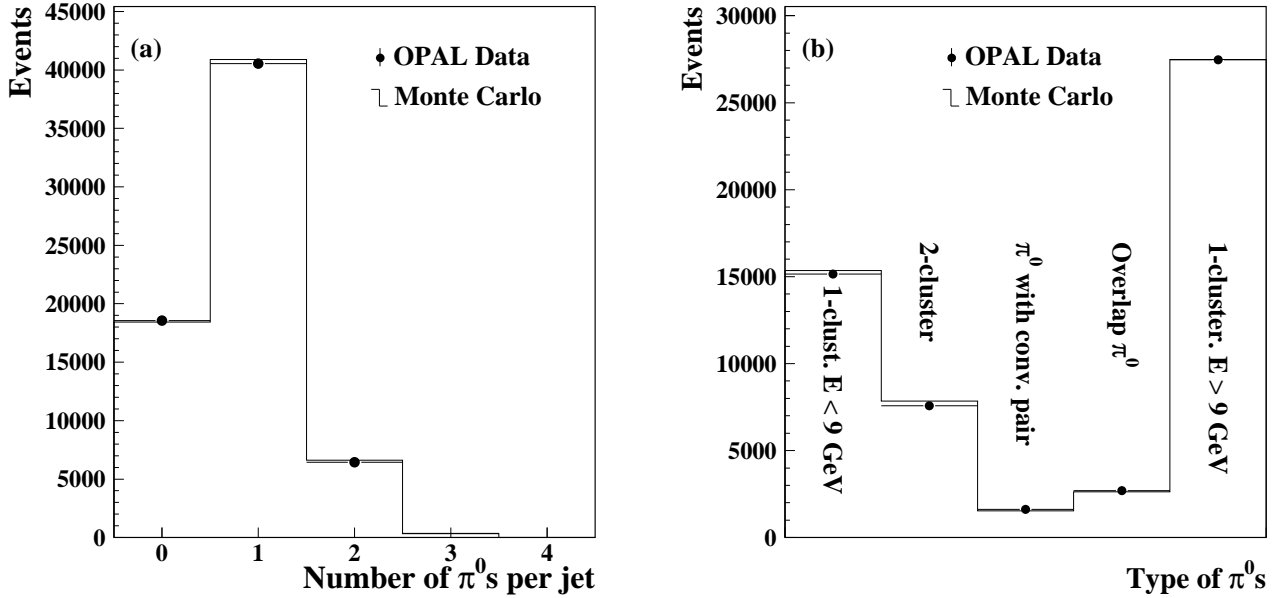 Events
45000
40000
35000
30000
25000
20000
15000
10000
5000
0
(a)
OPAL Data
Monte Carlo
0 1 2 3 4
Number of π⁰s per jet
Events
30000
25000
20000
15000
10000
5000
0
(b)
OPAL Data
Monte Carlo
1-clust. E < 9 GeV
2-cluster
π⁰ with conv. pair
Overlap π⁰
1-cluster. E > 9 GeV
Type of π⁰s